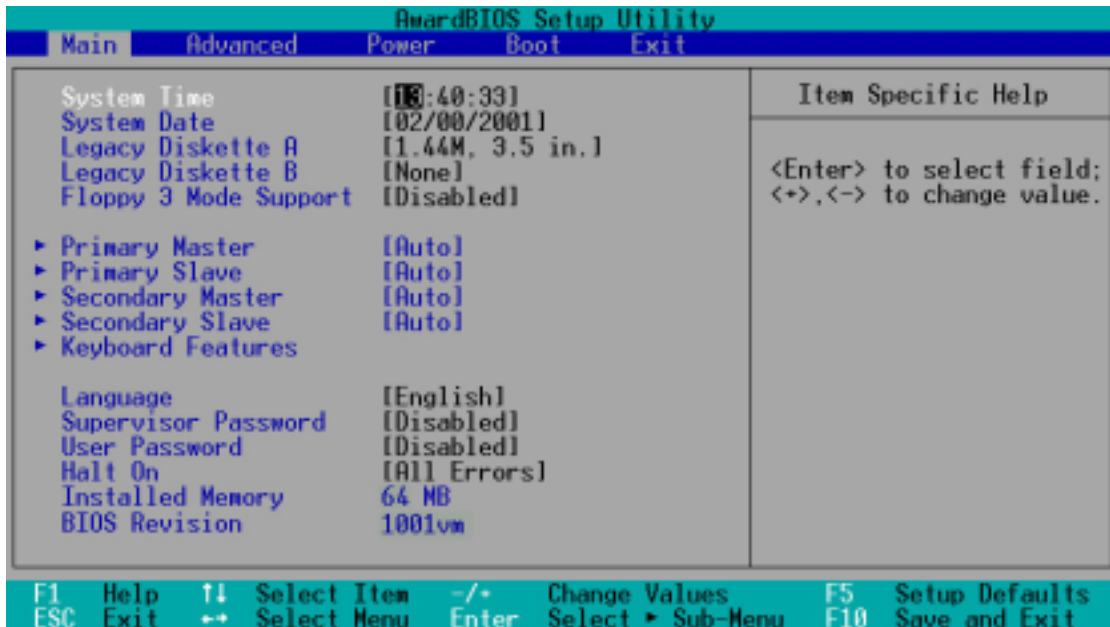 AwardBIOS Setup Utility
Main Advanced Power Boot Exit
System Time [13:40:33]
System Date [02/00/2001]
Legacy Diskette A [1.44M, 3.5 in.]
Legacy Diskette B [None]
Floppy 3 Mode Support [Disabled]
▸ Primary Master [Auto]
▸ Primary Slave [Auto]
▸ Secondary Master [Auto]
▸ Secondary Slave [Auto]
▸ Keyboard Features
Language [English]
Supervisor Password [Disabled]
User Password [Disabled]
Halt On [All Errors]
Installed Memory 64 MB
BIOS Revision 1001vm
Item Specific Help
<Enter> to select field;
<+>,<-> to change value.
F1 Help ↑↓ Select Item -/+ Change Values F5 Setup Defaults
ESC Exit ←→ Select Menu Enter Select ▸ Sub-Menu F10 Save and Exit